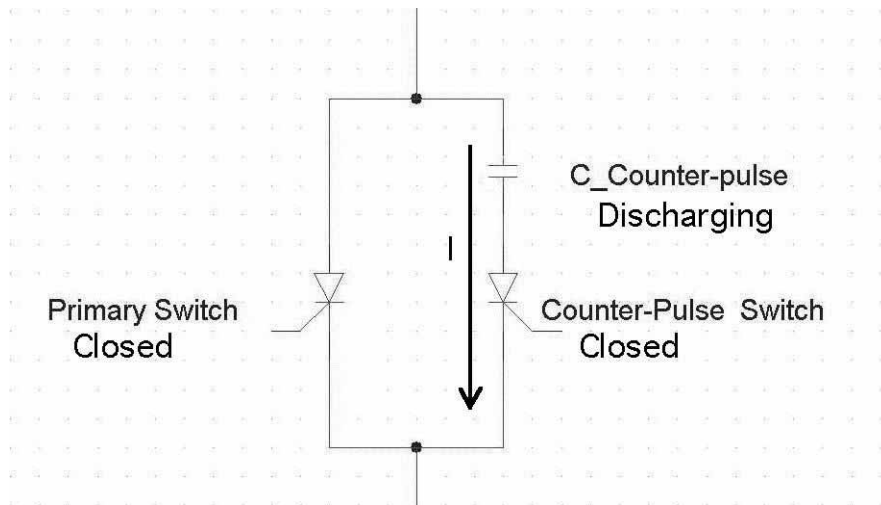 C_Counter-pulse
Discharging
I
Primary Switch
Closed
Counter-Pulse Switch
Closed